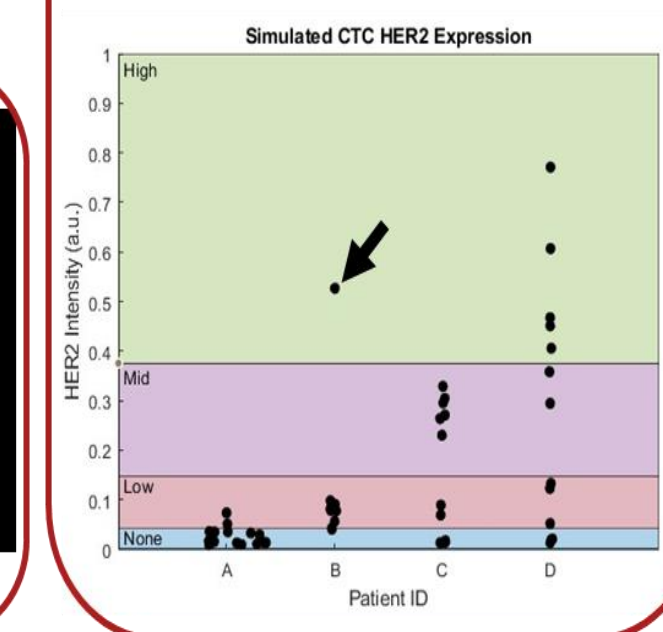 Simulated CTC HER2 Expression
1
High
0.9
0.8
0.7
0.6
0.5
0.4
Mid
0.3
0.2
Low
0.1
None
0
HER2 Intensity (a.u.)
A B C D
Patient ID